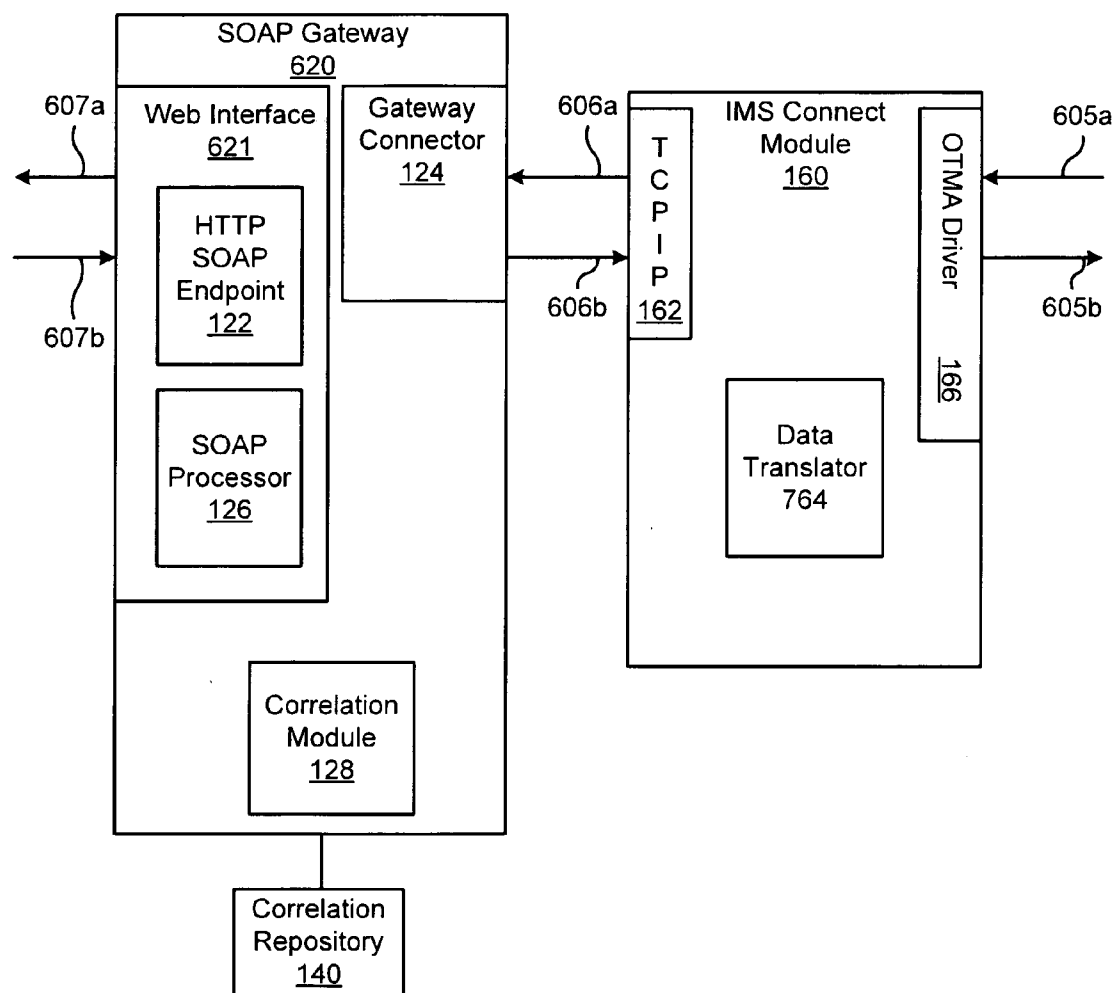 SOAP Gateway
620
607a
Web Interface
621
HTTP
SOAP
Endpoint
122
SOAP
Processor
126
607b
Gateway
Connector
124
606a
606b
T
C
P
I
P
162
IMS Connect
Module
160
OTMA Driver
166
605a
605b
Data
Translator
764
Correlation
Module
128
Correlation
Repository
140